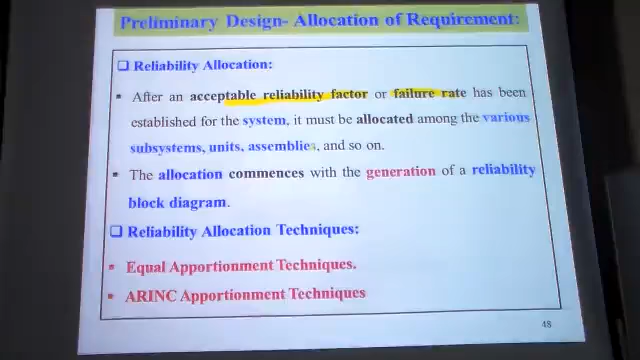 Preliminary Design- Allocation of Requirement:
❑ Reliability Allocation:
▪ After an acceptable reliability factor or failure rate has been
established for the system, it must be allocated among the various
subsystems, units, assemblies, and so on.
▪ The allocation commences with the generation of a reliability
block diagram.
❑ Reliability Allocation Techniques:
▪ Equal Apportionment Techniques.
▪ ARINC Apportionment Techniques
48